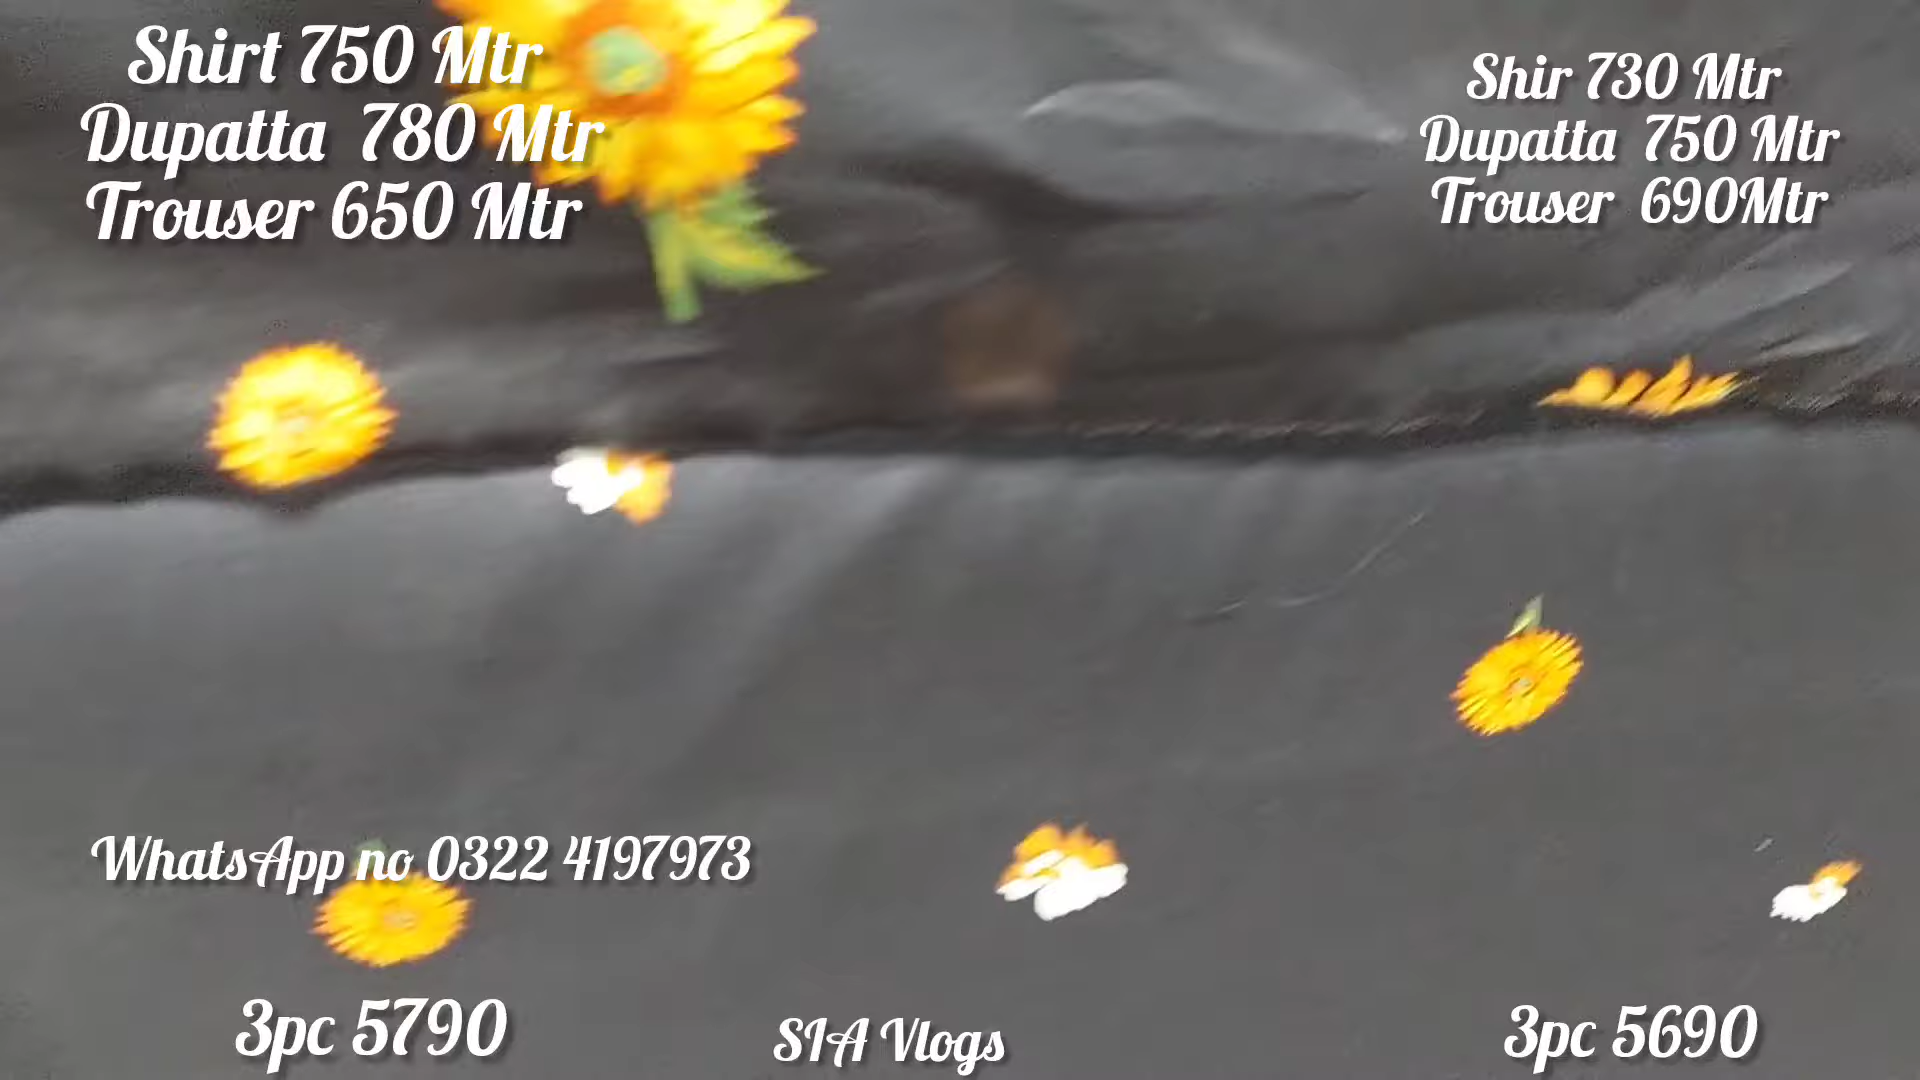 Shirt 750 Mtr
Dupatta 780 Mtr
Trouser 650 Mtr
Shir 730 Mtr
Dupatta 750 Mtr
Trouser 690Mtr
WhatsApp no 0322 4197973
3pc 5790
SIA Vlogs
3pc 5690